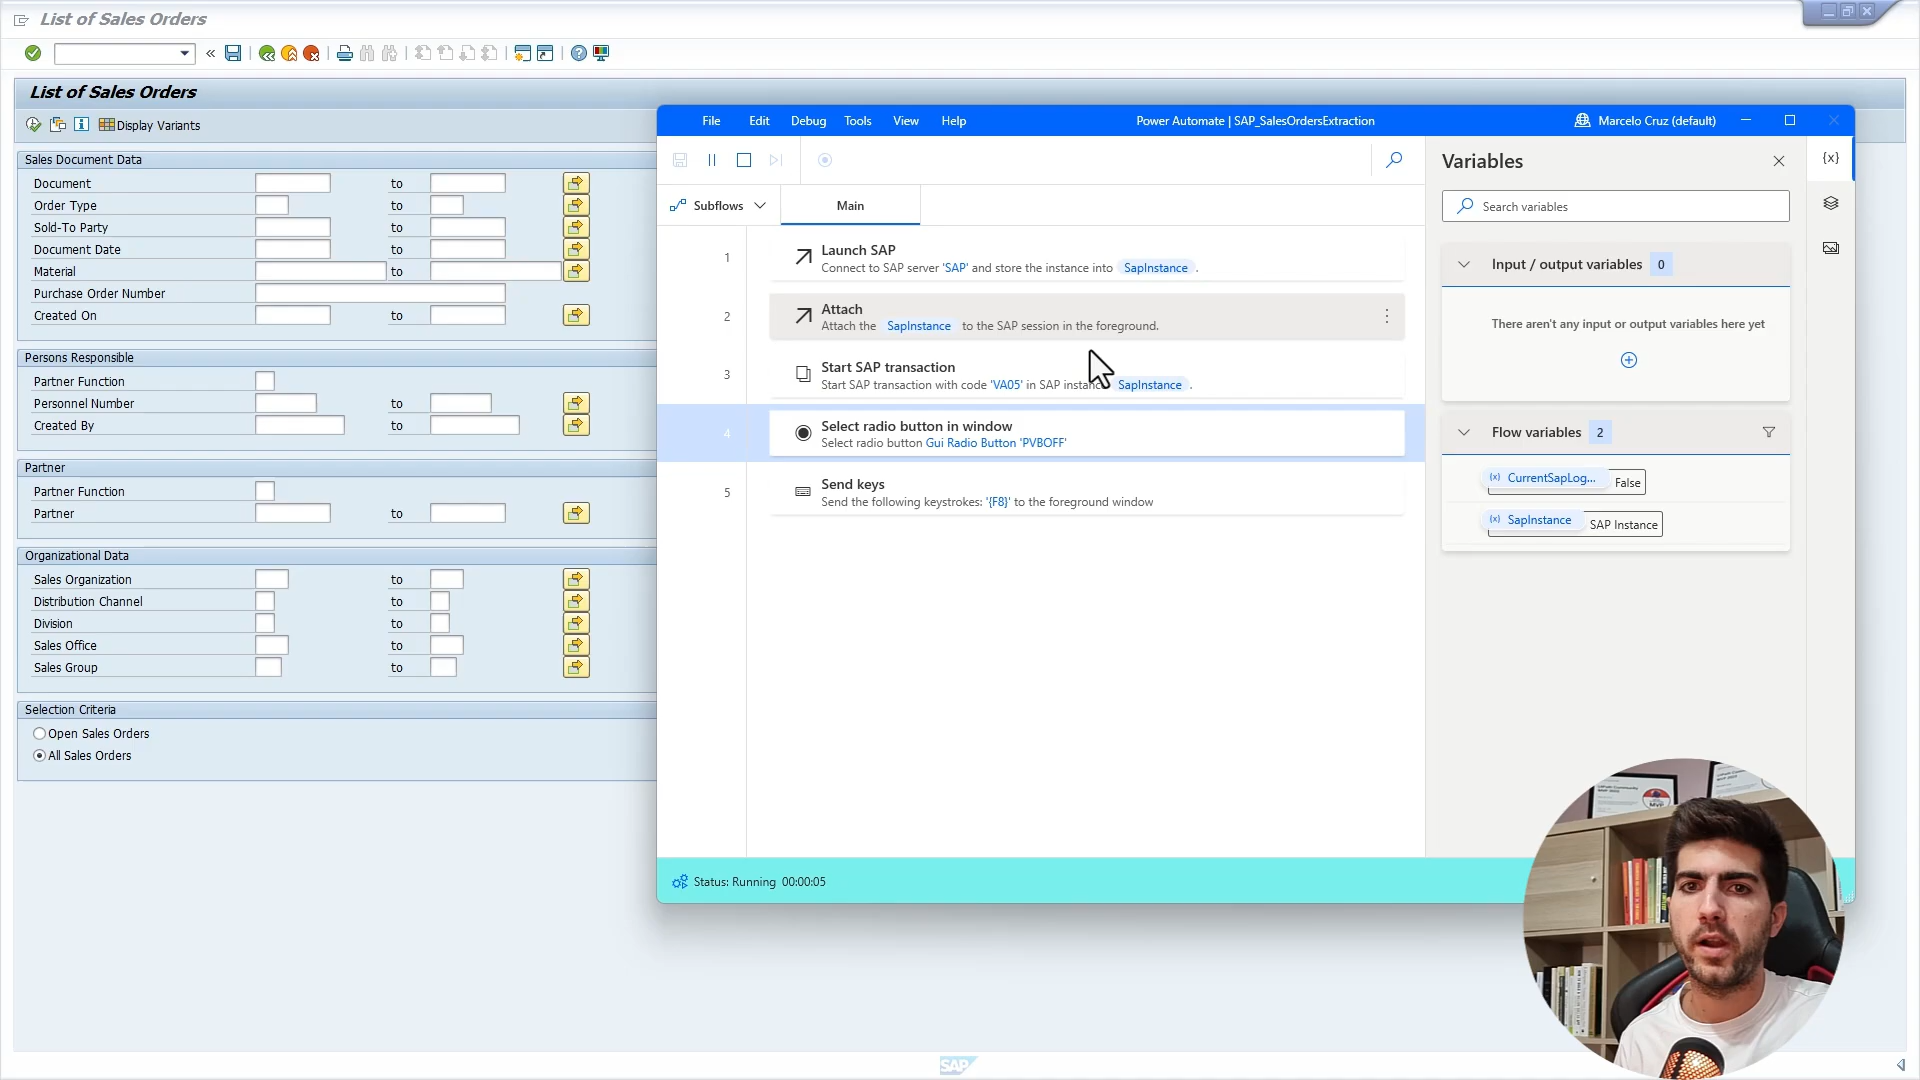 List of Sales Orders
List of Sales Orders
Display Variants
Sales Document Data
Document to
Order Type to
Sold-To Party to
Document Date to
Material to
Purchase Order Number
Created On to
Persons Responsible
Partner Function
Personnel Number to
Created By to
Partner
Partner Function
Partner to
Organizational Data
Sales Organization to
Distribution Channel to
Division to
Sales Office to
Sales Group to
Selection Criteria
Open Sales Orders
All Sales Orders
SAP
File Edit Debug Tools View Help Power Automate | SAP_SalesOrdersExtraction Marcelo Cruz (default)
Subflows Main
1 Launch SAP
Connect to SAP server 'SAP' and store the instance into SapInstance .
2 Attach
Attach the SapInstance to the SAP session in the foreground.
3 Start SAP transaction
Start SAP transaction with code 'VA05' in SAP instance SapInstance .
4 Select radio button in window
Select radio button Gui Radio Button 'PVBOFF'
5 Send keys
Send the following keystrokes: '{F8}' to the foreground window
Status: Running 00:00:05
Variables
{x}
Search variables
Input / output variables 0
There aren't any input or output variables here yet
Flow variables 2
(x) CurrentSapLog... False
(x) SapInstance SAP Instance